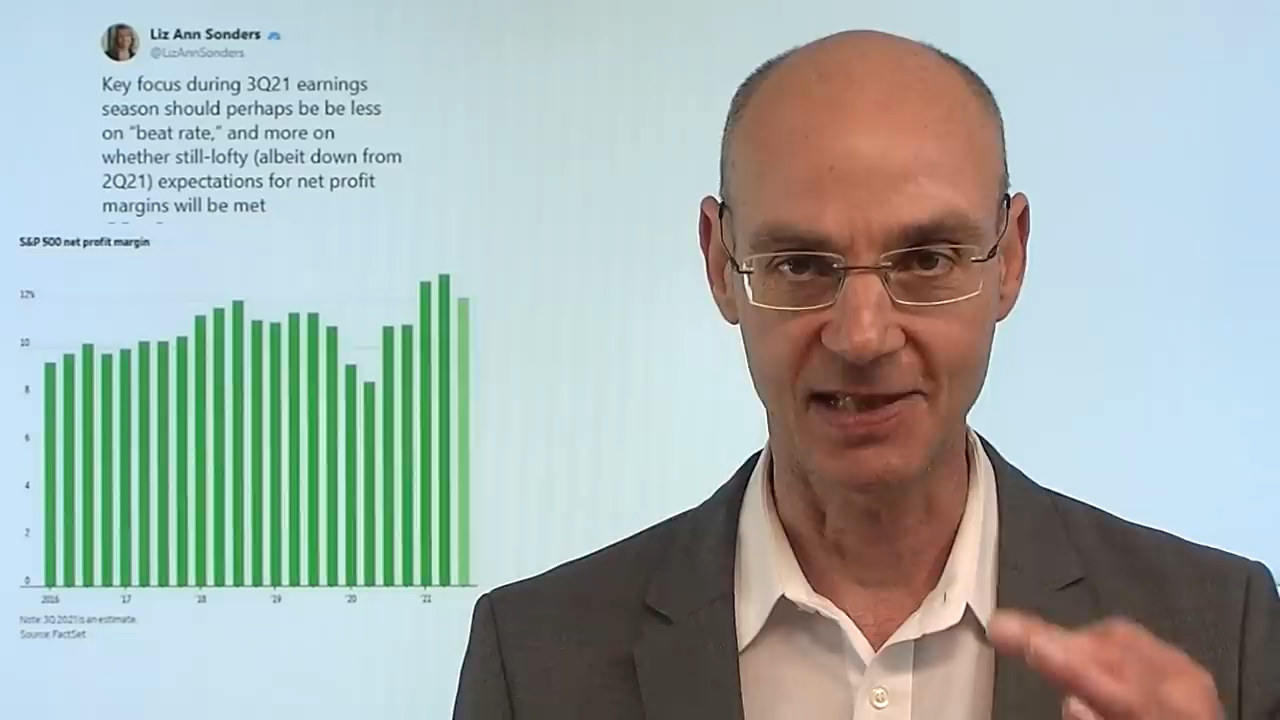 Liz Ann Sonders
@LizAnnSonders
Key focus during 3Q21 earnings
season should perhaps be be less
on "beat rate," and more on
whether still-lofty (albeit down from
2Q21) expectations for net profit
margins will be met
S&P 500 net profit margin
12%
10
8
6
4
2
0
2016 '17 '18 '19 '20 '21
Note: 3Q 2021 is an estimate.
Source: FactSet